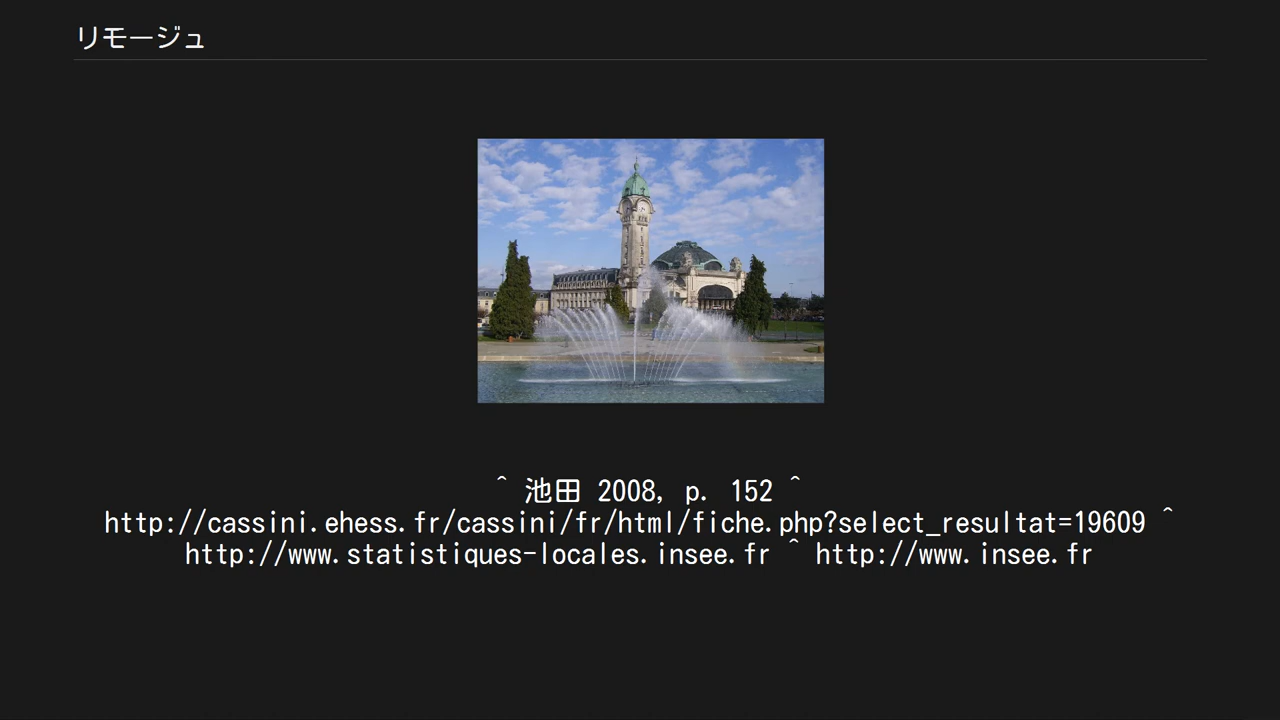 リモージュ
^ 池田 2008, p. 152 ^
http://cassini.ehess.fr/cassini/fr/html/fiche.php?select_resultat=19609 ^
http://www.statistiques-locales.insee.fr ^ http://www.insee.fr